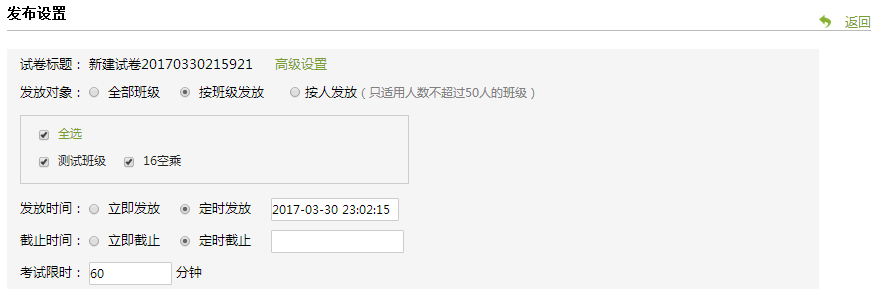 发布设置
返回
试卷标题： 新建试卷20170330215921 高级设置
发放对象： 全部班级 按班级发放 按人发放（只适用人数不超过50人的班级）
全选
测试班级 16空乘
发放时间： 立即发放 定时发放 2017-03-30 23:02:15
截止时间： 立即截止 定时截止
考试限时： 60 分钟